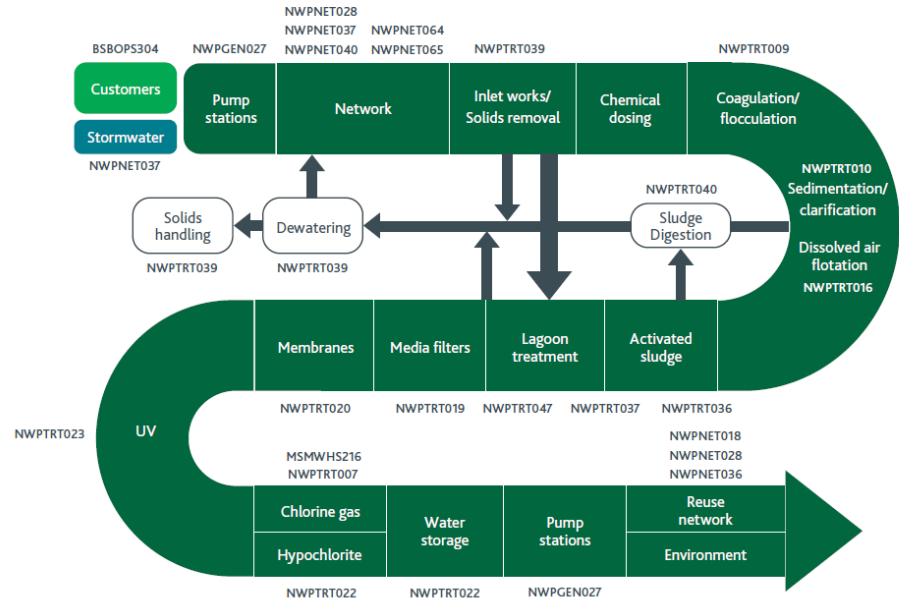 NWPNET028
NWPNET037 NWPNET064
BSBOPS304 NWPGEN027 NWPNET040 NWPNET065 NWPTRT039 NWPTRT009
Customers
Stormwater
NWPNET037
Pump
stations
Network
Inlet works/
Solids removal
Chemical
dosing
Coagulation/
flocculation
NWPTRT010
Sedimentation/
clarification
Dissolved air
flotation
NWPTRT016
NWPTRT040
Sludge
Digestion
Dewatering
NWPTRT039
Solids
handling
NWPTRT039
Activated
sludge
Lagoon
treatment
Media filters
Membranes
NWPTRT020 NWPTRT019 NWPTRT047 NWPTRT037 NWPTRT036
NWPTRT023
UV
MSMWHS216
NWPTRT007
NWPNET018
NWPNET028
NWPNET036
Chlorine gas
Hypochlorite
Water
storage
Pump
stations
Reuse
network
Environment
NWPTRT022 NWPTRT022 NWPGEN027